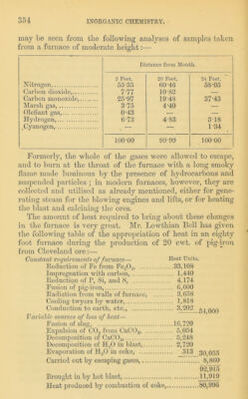 354 INORGANIC CHEMISTRY.
may be seen from the following analyses of samples taken
from a furnace of moderate height :—
Distance from Mouth.
9 Feet. 20 Feet. 24 Feet.
Nitrogen, 55·35 60·46 58·05
Carbon dioxide, 7·77 10·82 —
Carbon monoxide, 25·97 19·48 37·43
Marsh gas, 3·75 4·40 —
Olefiant gas, 0·43 — —
Hydrogen, 6·73 4·83 3·18
Cyanogen, — — 1·34
100·00 99·99 100·00
Formerly, the whole of the gases were allowed to escape,
and to burn at the throat of the furnace with a long smoky
flame made luminous by the presence of hydrocarbons and
suspended particles ; in modern furnaces, however, they are
collected and utilised as already mentioned, either for gene-
rating steam for the blowing engines and lifts, or for heating
the blast and calcining the ores.
The amount of heat required to bring about these changes
in the furnace is very great. Mr. Lowthian Bell has given
the following table of the appropriation of heat in an eighty
foot furnace during the production of 20 cwt. of pig-iron
from Cleveland ore :—
Constant requirements of furnace— Heat Units.
Reduction of Fe from Fe₂O₃, 33,108
Impregnation with carbon, 1,440
Reduction of P, Si, and S, 4,174
Fusion of pig-iron, 6,600
Radiation from walls of furnace, 3,658
Cooling twyers by water, 1,818
Conduction to earth, etc., 54,000
Variable sources of loss of heat—
Fusion of slag, 16,720
Expulsion of CO₂ from CaCO₃, 5,054
Decomposition of CaCO₃, 5,248
Decomposition of H₂O in blast, 2,720
Evaporation of H₂O in coke, 313 30,055
Carried out by escaping gases, 8,860
92,915
Brought in by hot blast, 11,919
Heat produced by combustion of coke, 80,996